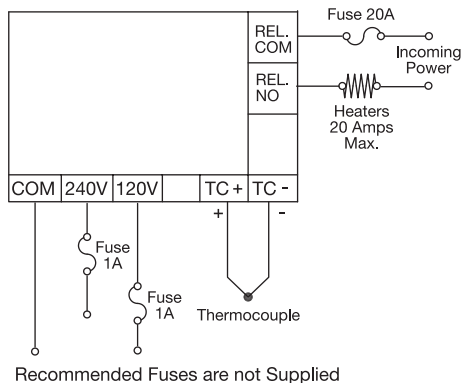 Fuse 20A
REL.
COM
Incoming
Power
REL.
NO
Heaters
20 Amps
Max.
COM 240V 120V TC + TC -
+ -
Fuse
1A
Fuse
1A
Thermocouple
Recommended Fuses are not Supplied